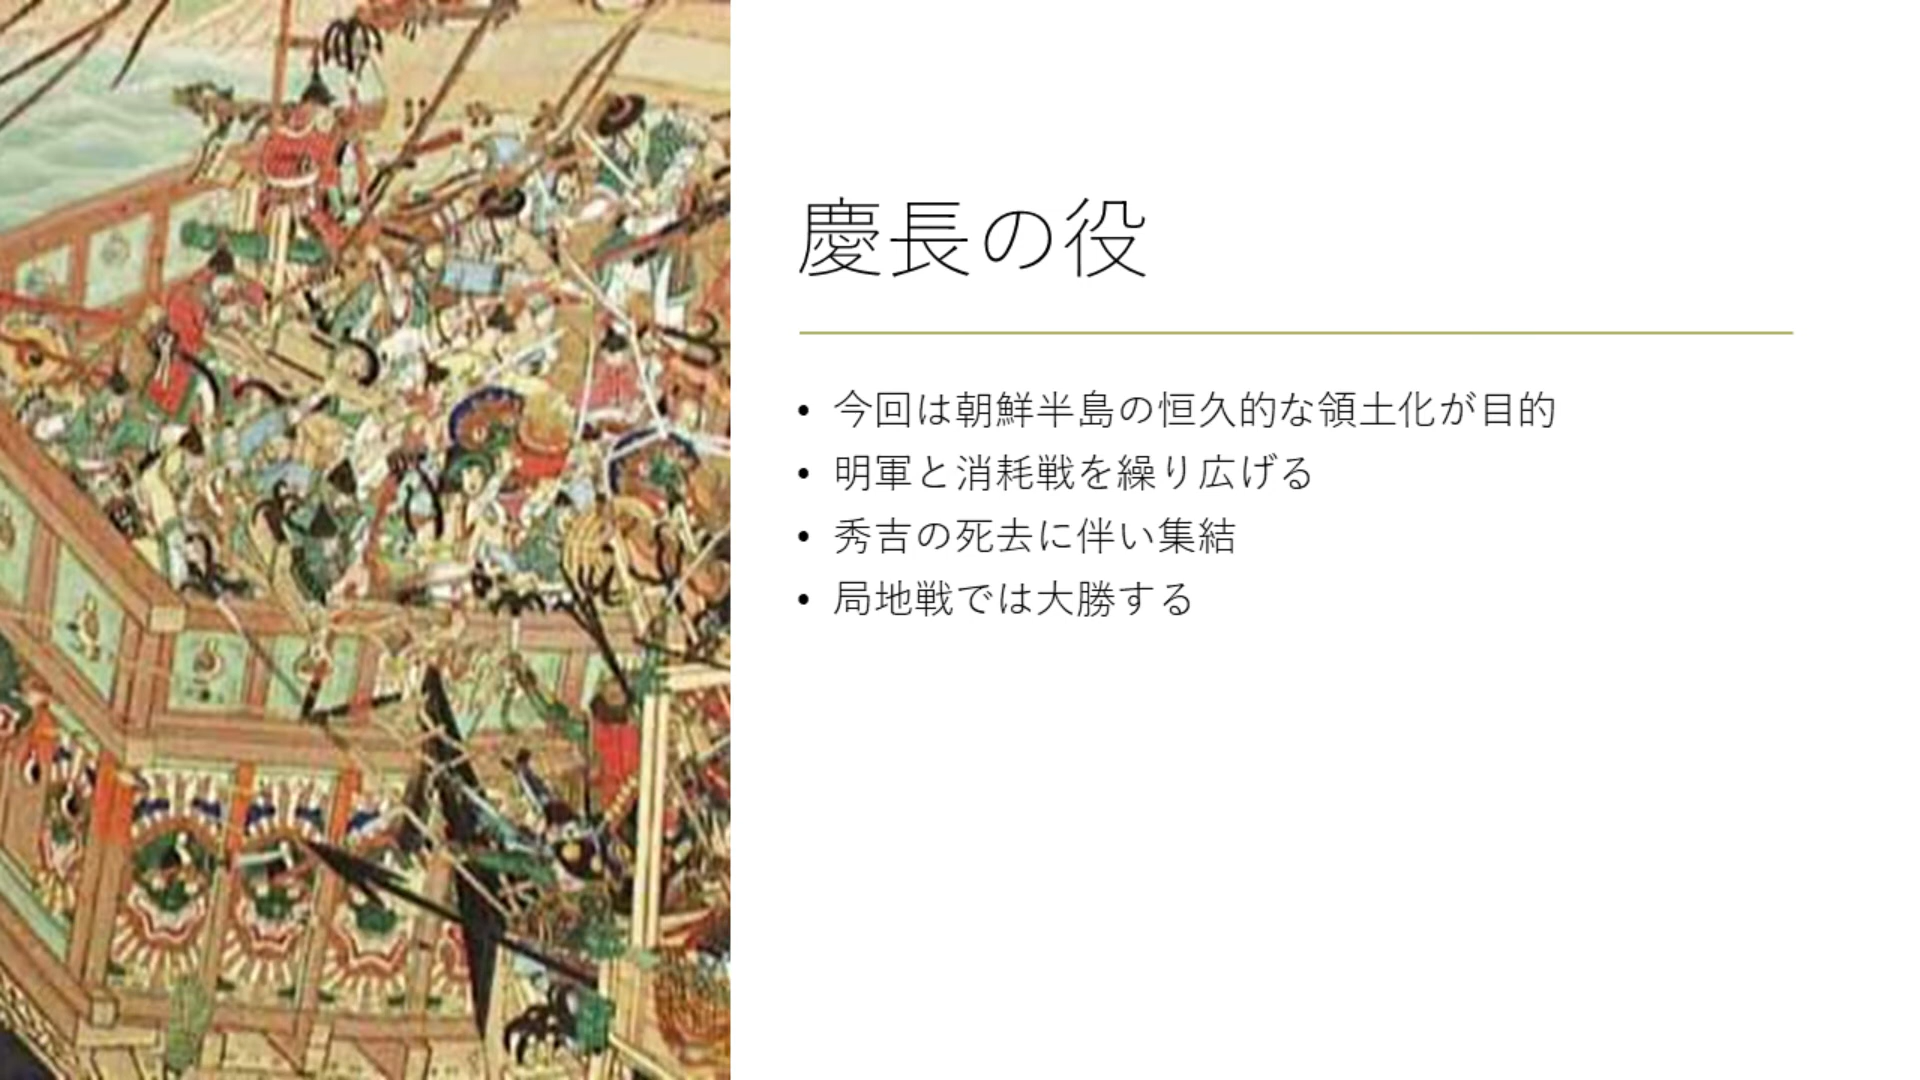 慶長の役
• 今回は朝鮮半島の恒久的な領土化が目的
• 明軍と消耗戦を繰り広げる
• 秀吉の死去に伴い集結
• 局地戦では大勝する